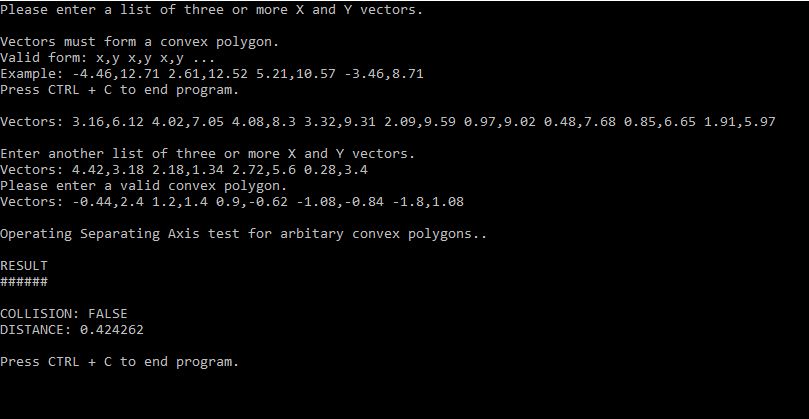 Please enter a list of three or more X and Y vectors.
Vectors must form a convex polygon.
Valid form: x,y x,y x,y ...
Example: -4.46,12.71 2.61,12.52 5.21,10.57 -3.46,8.71
Press CTRL + C to end program.
Vectors: 3.16,6.12 4.02,7.05 4.08,8.3 3.32,9.31 2.09,9.59 0.97,9.02 0.48,7.68 0.85,6.65 1.91,5.97
Enter another list of three or more X and Y vectors.
Vectors: 4.42,3.18 2.18,1.34 2.72,5.6 0.28,3.4
Please enter a valid convex polygon.
Vectors: -0.44,2.4 1.2,1.4 0.9,-0.62 -1.08,-0.84 -1.8,1.08
Operating Separating Axis test for arbitary convex polygons..
RESULT
######
COLLISION: FALSE
DISTANCE: 0.424262
Press CTRL + C to end program.